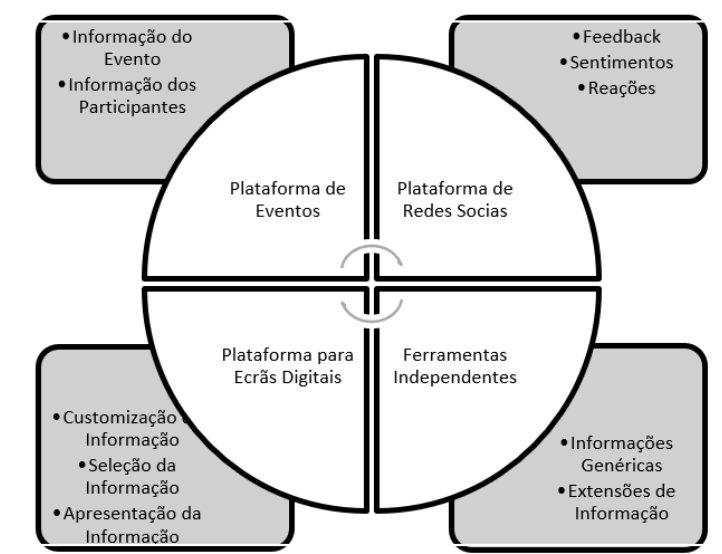 •Informação do
Evento
•Informação dos
Participantes
•Feedback
•Sentimentos
•Reações
Plataforma de
Eventos
Plataforma de
Redes Socias
Plataforma para
Ecrãs Digitais
Ferramentas
Independentes
•Customização
Informação
•Seleção da
Informação
•Apresentação da
Informação
•Informações
Genéricas
•Extensões de
Informação